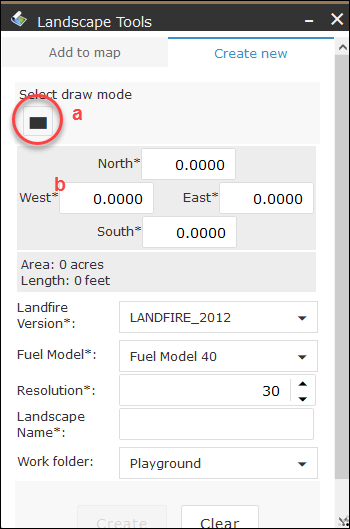 Landscape Tools
Add to map Create new
Select draw mode
a
North* 0.0000
West* b 0.0000 East* 0.0000
South* 0.0000
Area: 0 acres
Length: 0 feet
Landfire
Version*: LANDFIRE_2012
Fuel Model*: Fuel Model 40
Resolution*: 30
Landscape
Name*:
Work folder: Playground
Create Clear